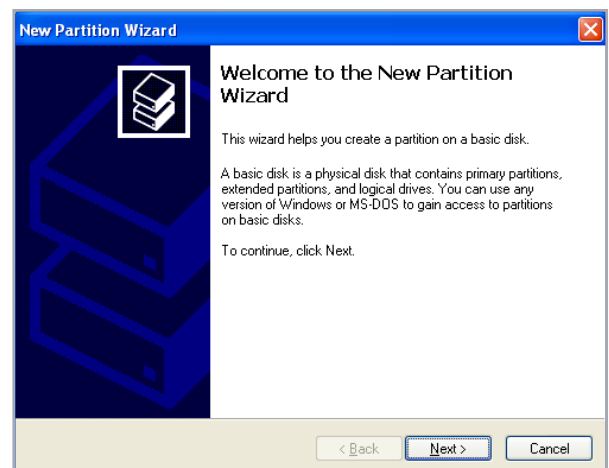 New Partition Wizard
Welcome to the New Partition
Wizard
This wizard helps you create a partition on a basic disk.
A basic disk is a physical disk that contains primary partitions,
extended partitions, and logical drives. You can use any
version of Windows or MS-DOS to gain access to partitions
on basic disks.
To continue, click Next.
< Back Next > Cancel